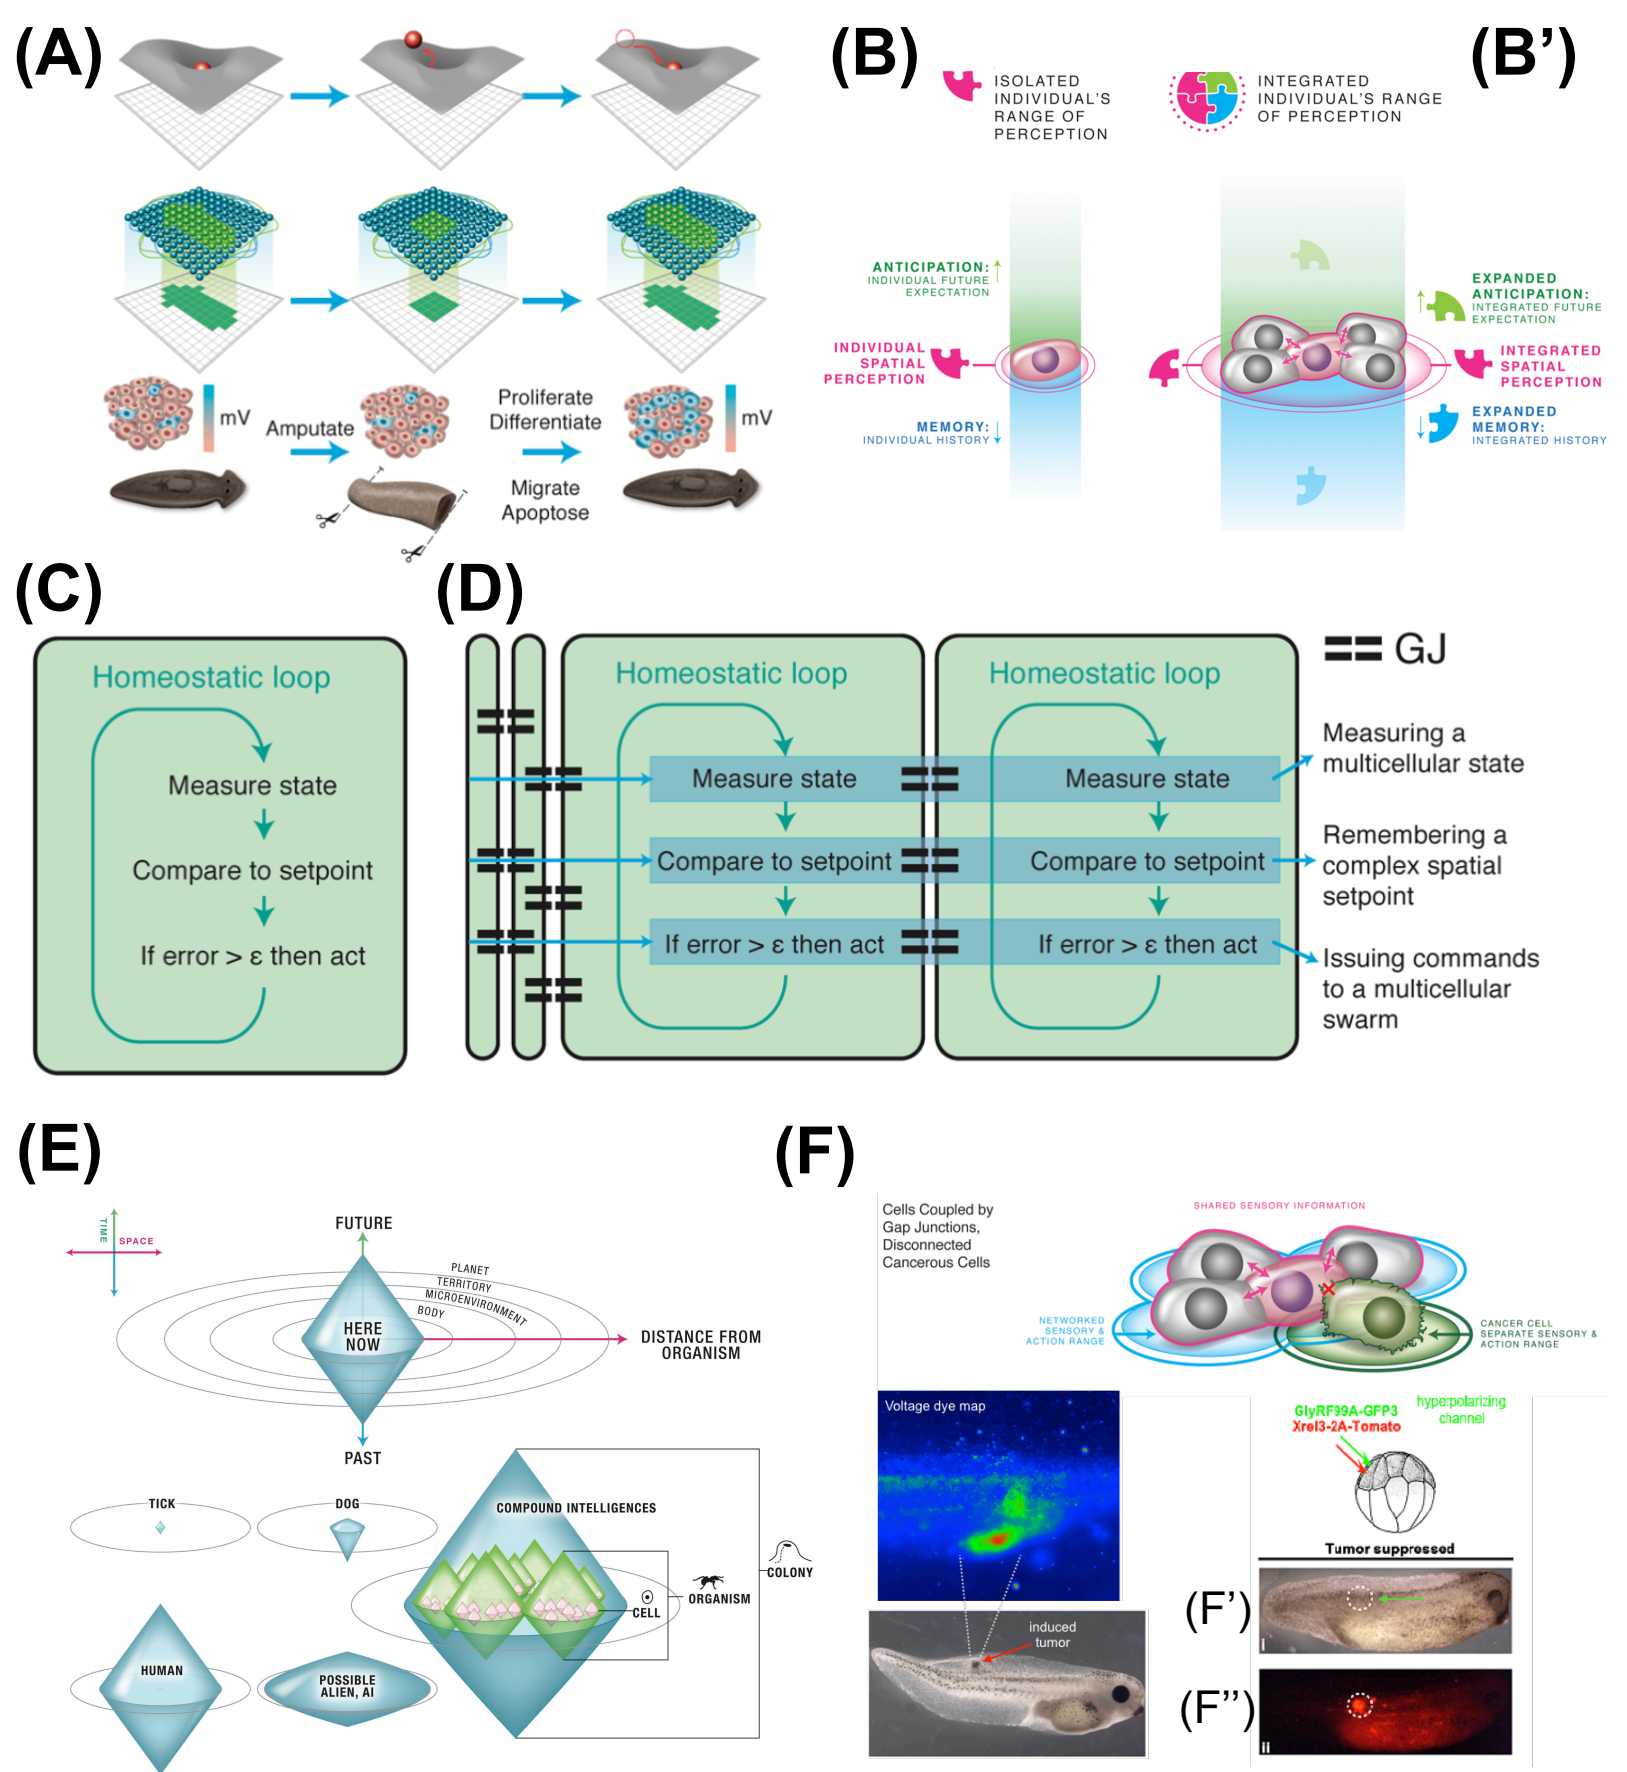 (A)
mV
Amputate
Proliferate
Differentiate
Migrate
Apoptose
mV
(B)
(B’)
ISOLATED
INDIVIDUAL’S
RANGE OF
PERCEPTION
INTEGRATED
INDIVIDUAL’S RANGE
OF PERCEPTION
ANTICIPATION:
INDIVIDUAL FUTURE
EXPECTATION
INDIVIDUAL
SPATIAL
PERCEPTION
MEMORY:
INDIVIDUAL HISTORY
EXPANDED
ANTICIPATION:
INTEGRATED FUTURE
EXPECTATION
INTEGRATED
SPATIAL
PERCEPTION
EXPANDED
MEMORY:
INTEGRATED HISTORY
(C)
Homeostatic loop
Measure state
Compare to setpoint
If error > ε then act
(D)
Homeostatic loop
Measure state
Compare to setpoint
If error > ε then act
Homeostatic loop
Measure state
Compare to setpoint
If error > ε then act
GJ
Measuring a
multicellular state
Remembering a
complex spatial
setpoint
Issuing commands
to a multicellular
swarm
(E)
TIME
SPACE
FUTURE
PLANET
TERRITORY
MICROENVIRONMENT
BODY
HERE
NOW
DISTANCE FROM
ORGANISM
PAST
TICK
DOG
HUMAN
POSSIBLE
ALIEN, AI
COMPOUND INTELLIGENCES
CELL
ORGANISM
COLONY
(F)
Cells Coupled by
Gap Junctions,
Disconnected
Cancerous Cells
SHARED SENSORY INFORMATION
NETWORKED
SENSORY &
ACTION RANGE
CANCER CELL
SEPARATE SENSORY &
ACTION RANGE
Voltage dye map
induced
tumor
GlyRF99A-GFP3
Xrel3-2A-Tomato
hyperpolarizing
channel
Tumor suppressed
(F’)
i
(F’’)
ii